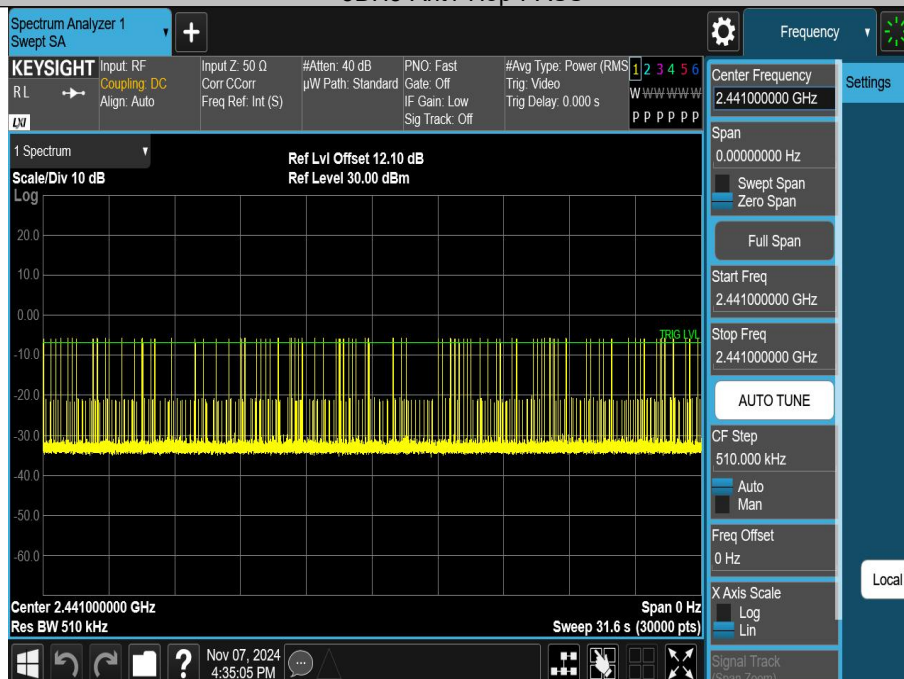 Spectrum Analyzer 1
Swept SA
Frequency
KEYSIGHT
R L
LXI
Input: RF
Coupling: DC
Align: Auto
Input Z: 50 Ω
Corr CCorr
Freq Ref: Int (S)
#Atten: 40 dB
µW Path: Standard
PNO: Fast
Gate: Off
IF Gain: Low
Sig Track: Off
#Avg Type: Power (RMS
Trig: Video
Trig Delay: 0.000 s
1 2 3 4 5 6
W W W W W W
P P P P P P
Center Frequency
2.441000000 GHz
Settings
Span
0.00000000 Hz
Swept Span
Zero Span
Full Span
Start Freq
2.441000000 GHz
Stop Freq
2.441000000 GHz
AUTO TUNE
CF Step
510.000 kHz
Auto
Man
Freq Offset
0 Hz
X Axis Scale
Log
Lin
Signal Track
(Span Zoom)
Local
1 Spectrum
Scale/Div 10 dB
Ref Lvl Offset 12.10 dB
Ref Level 30.00 dBm
Log
20.0
10.0
0.00
TRIG LVL
-10.0
-20.0
-30.0
-40.0
-50.0
-60.0
Center 2.441000000 GHz
Span 0 Hz
Res BW 510 kHz
Sweep 31.6 s (30000 pts)
?
Nov 07, 2024
4:35:05 PM